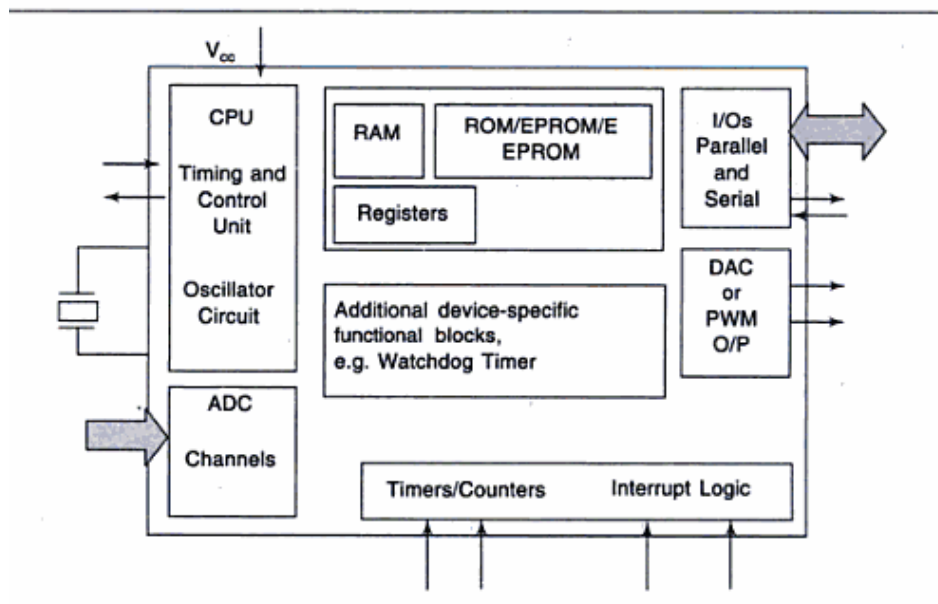 Vcc
CPU
Timing and
Control
Unit
Oscillator
Circuit
RAM
ROM/EPROM/E
EPROM
Registers
I/Os
Parallel
and
Serial
Additional device-specific
functional blocks,
e.g. Watchdog Timer
DAC
or
PWM
O/P
ADC
Channels
Timers/Counters
Interrupt Logic